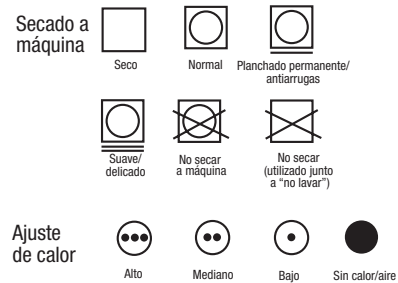 Secado a
máquina
Seco
Normal
Planchado permanente/
antiarrugas
Suave/
delicado
No secar
a máquina
No secar
(utilizado junto
a “no lavar”)
Ajuste
de calor
Alto
Mediano
Bajo
Sin calor/aire